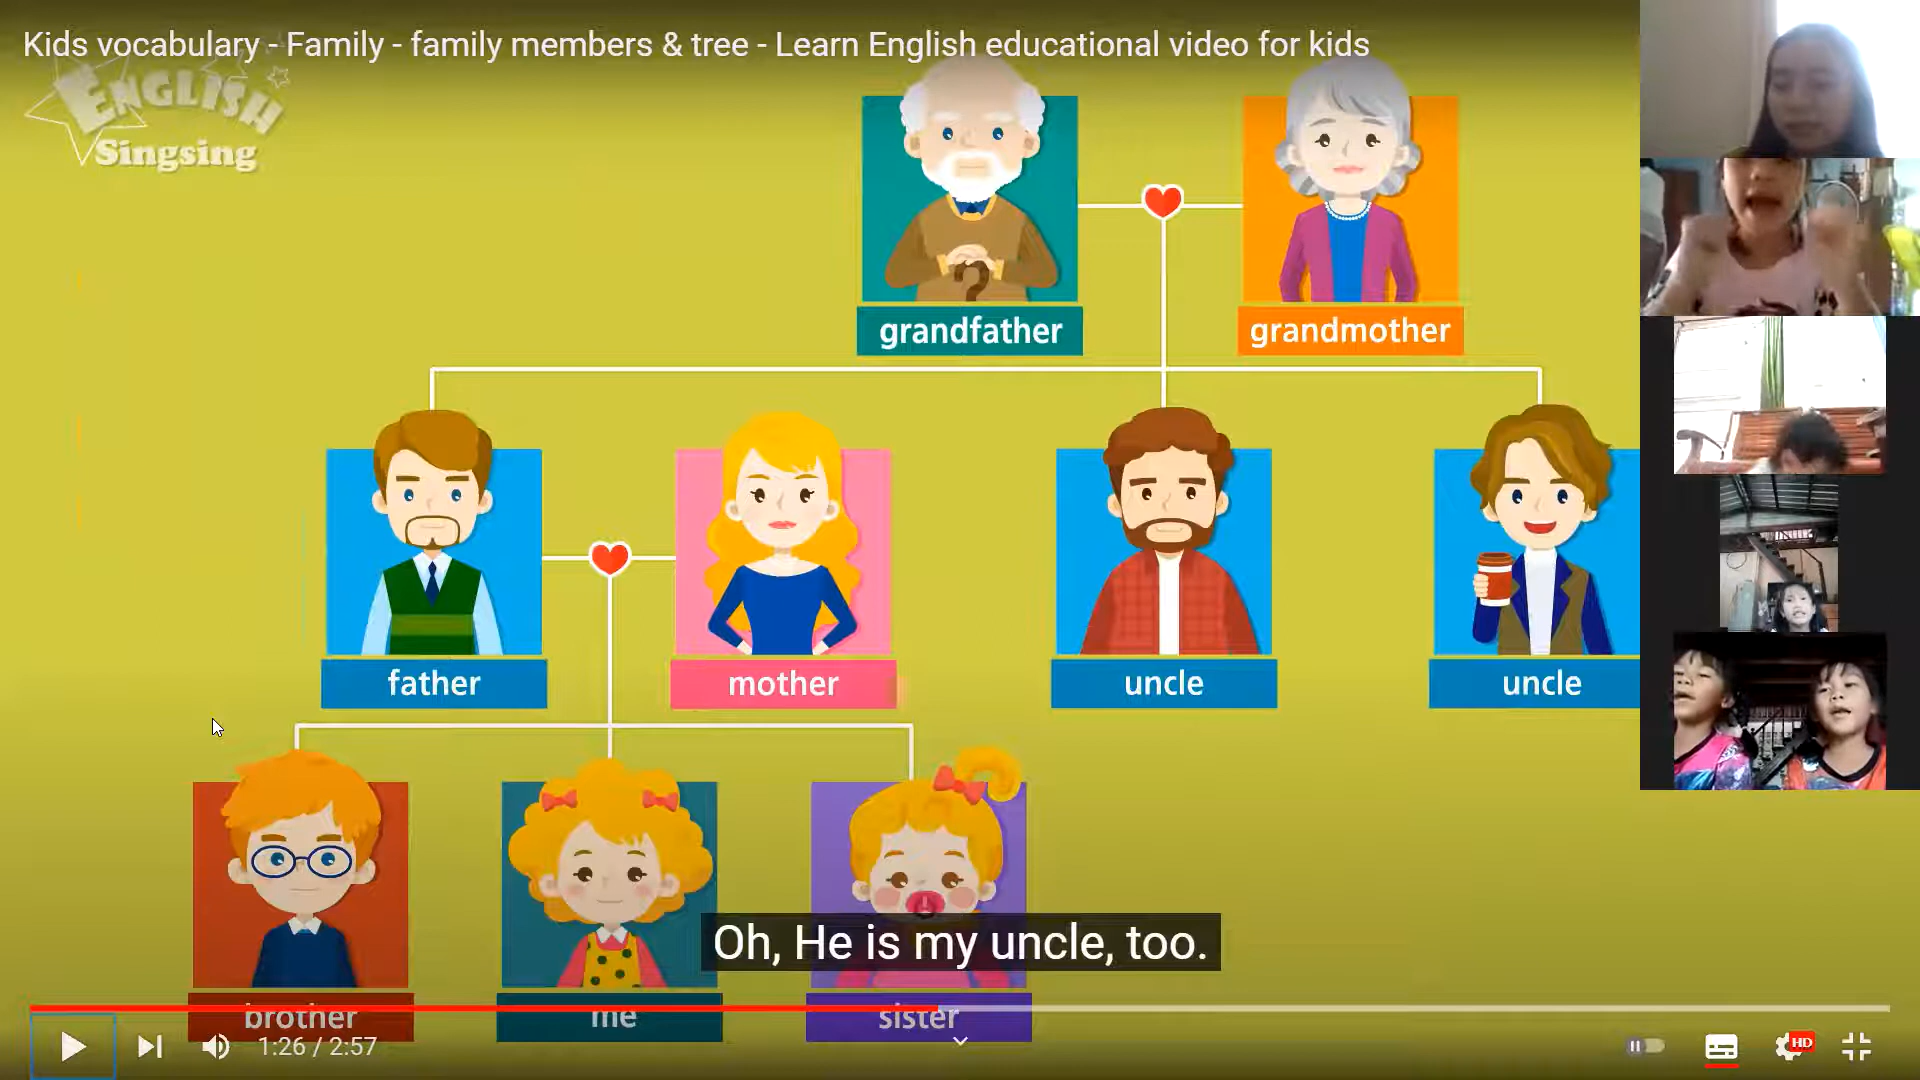 Kids vocabulary - Family - family members & tree - Learn English educational video for kids
ENGLISH
Singsing
grandfather
grandmother
father
mother
uncle
uncle
Oh, He is my uncle, too.
brother
me
sister
1:26 / 2:57
HD